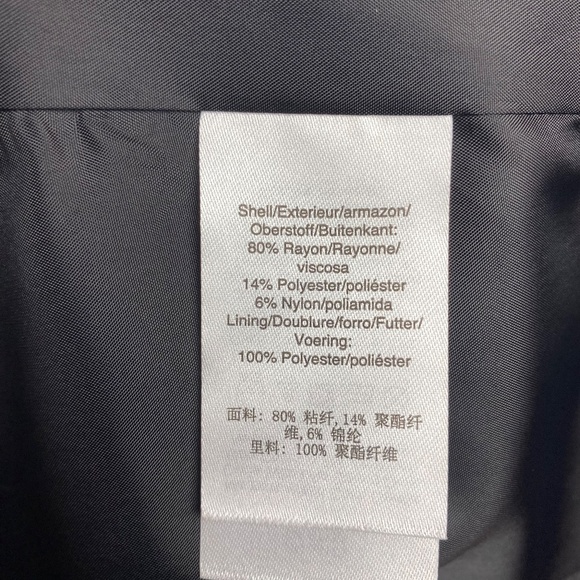 Shell/Exterieur/armazon/
Oberstoff/Buitenkant:
80% Rayon/Rayonne/
viscosa
14% Polyester/poliéster
6% Nylon/poliamida
Lining/Doublure/forro/Futter/
Voering:
100% Polyester/poliéster
面料: 80% 粘纤,14% 聚酯纤
维,6% 锦纶
里料: 100% 聚酯纤维